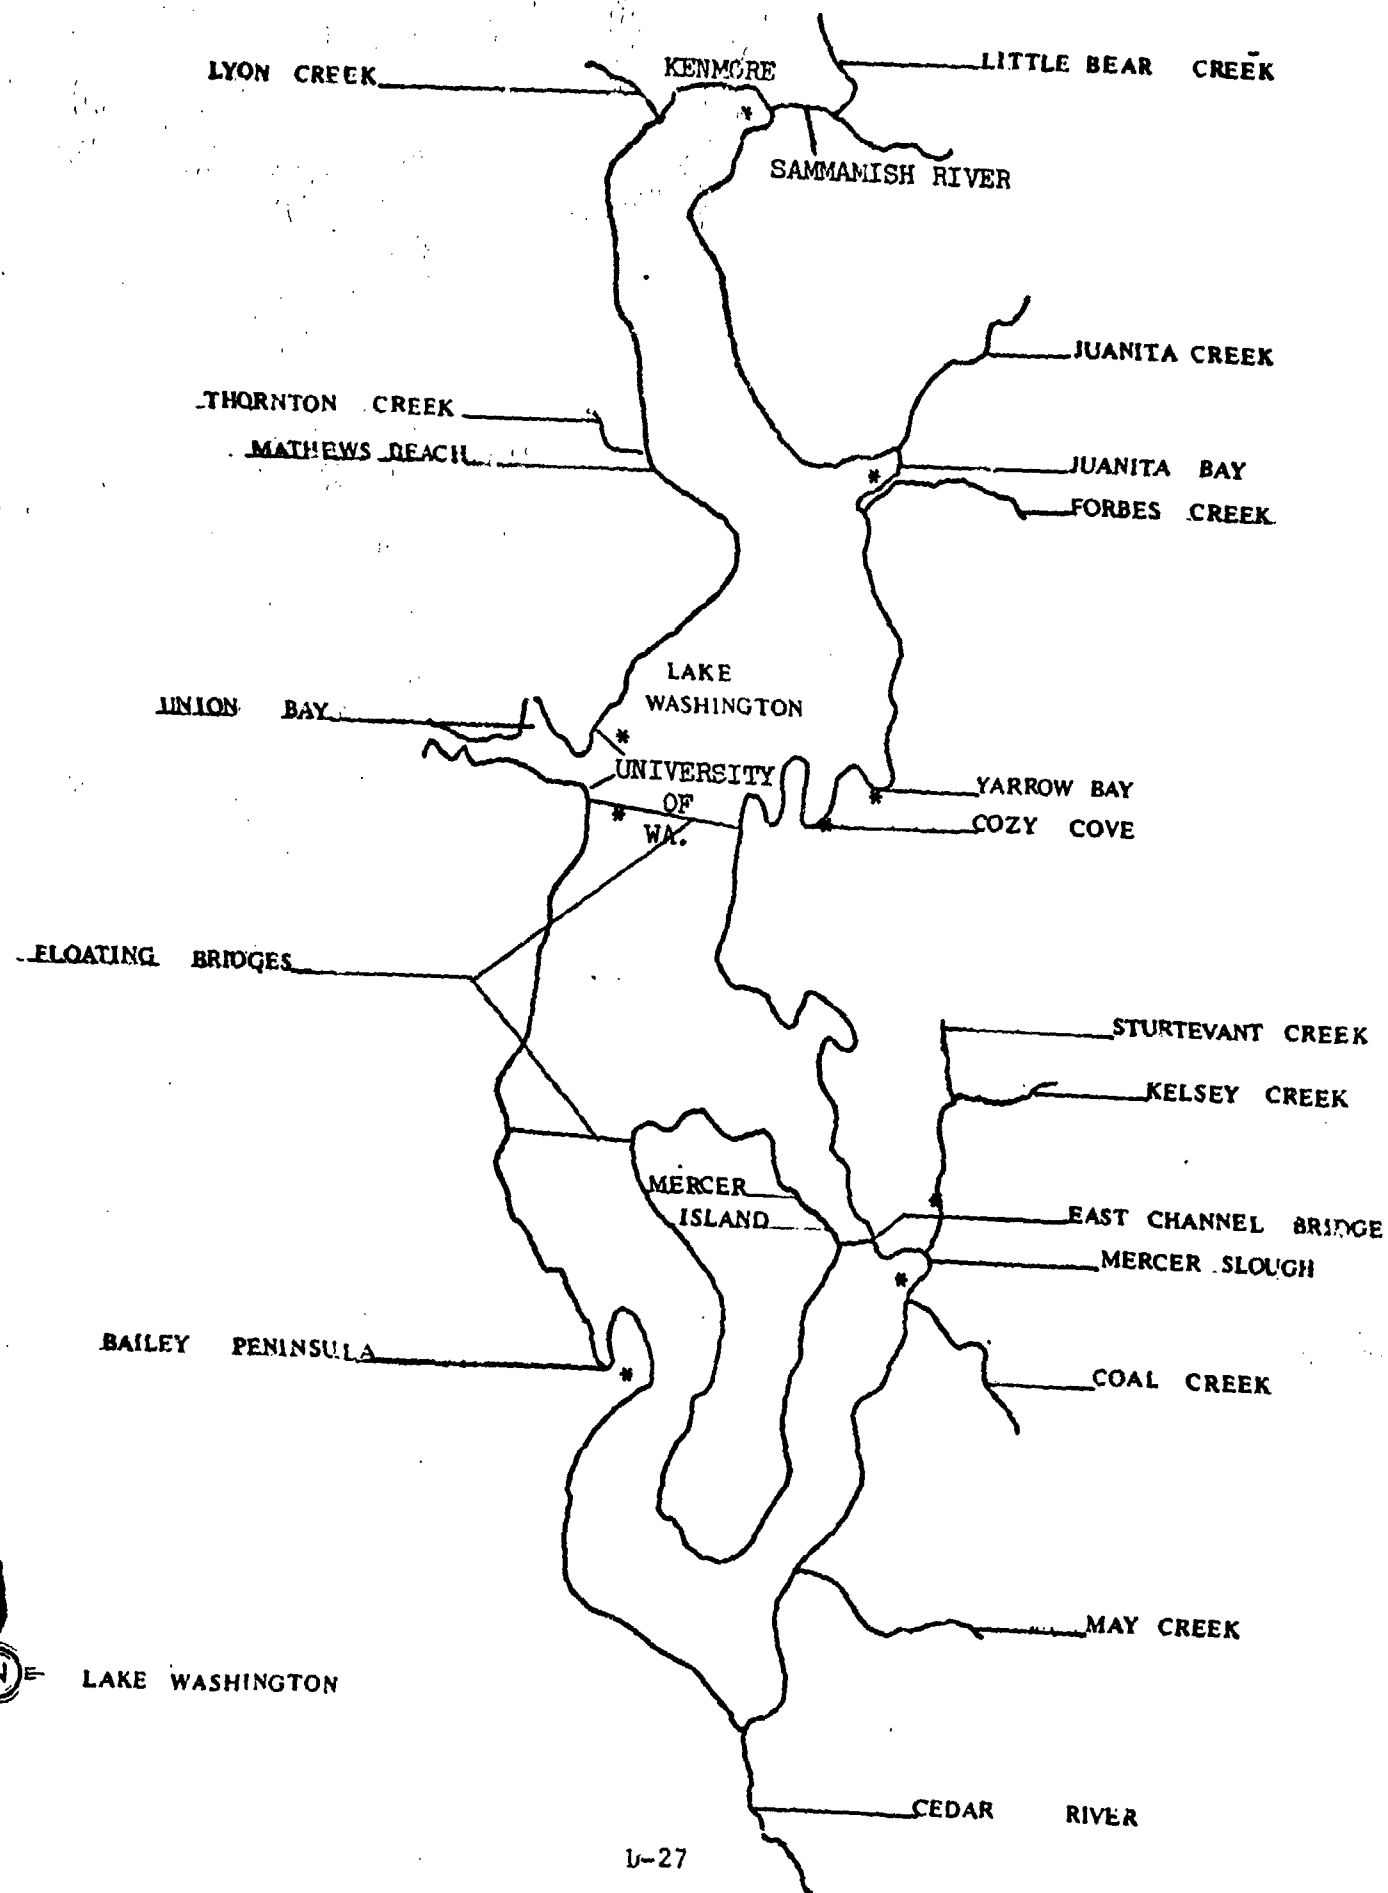 LYON CREEK
KENMORE
LITTLE BEAR CREEK
*
SAMMAMISH RIVER
JUANITA CREEK
THORNTON CREEK
MATHEWS BEACH
JUANITA BAY
*
FORBES CREEK
LAKE
WASHINGTON
UNION BAY
*
UNIVERSITY
OF
WA.
*
YARROW BAY
*
COZY COVE
*
FLOATING BRIDGES
STURTEVANT CREEK
KELSEY CREEK
MERCER
ISLAND
*
EAST CHANNEL BRIDGE
MERCER SLOUGH
*
BAILEY PENINSULA
*
COAL CREEK
MAY CREEK
N E
LAKE WASHINGTON
CEDAR RIVER
D-27